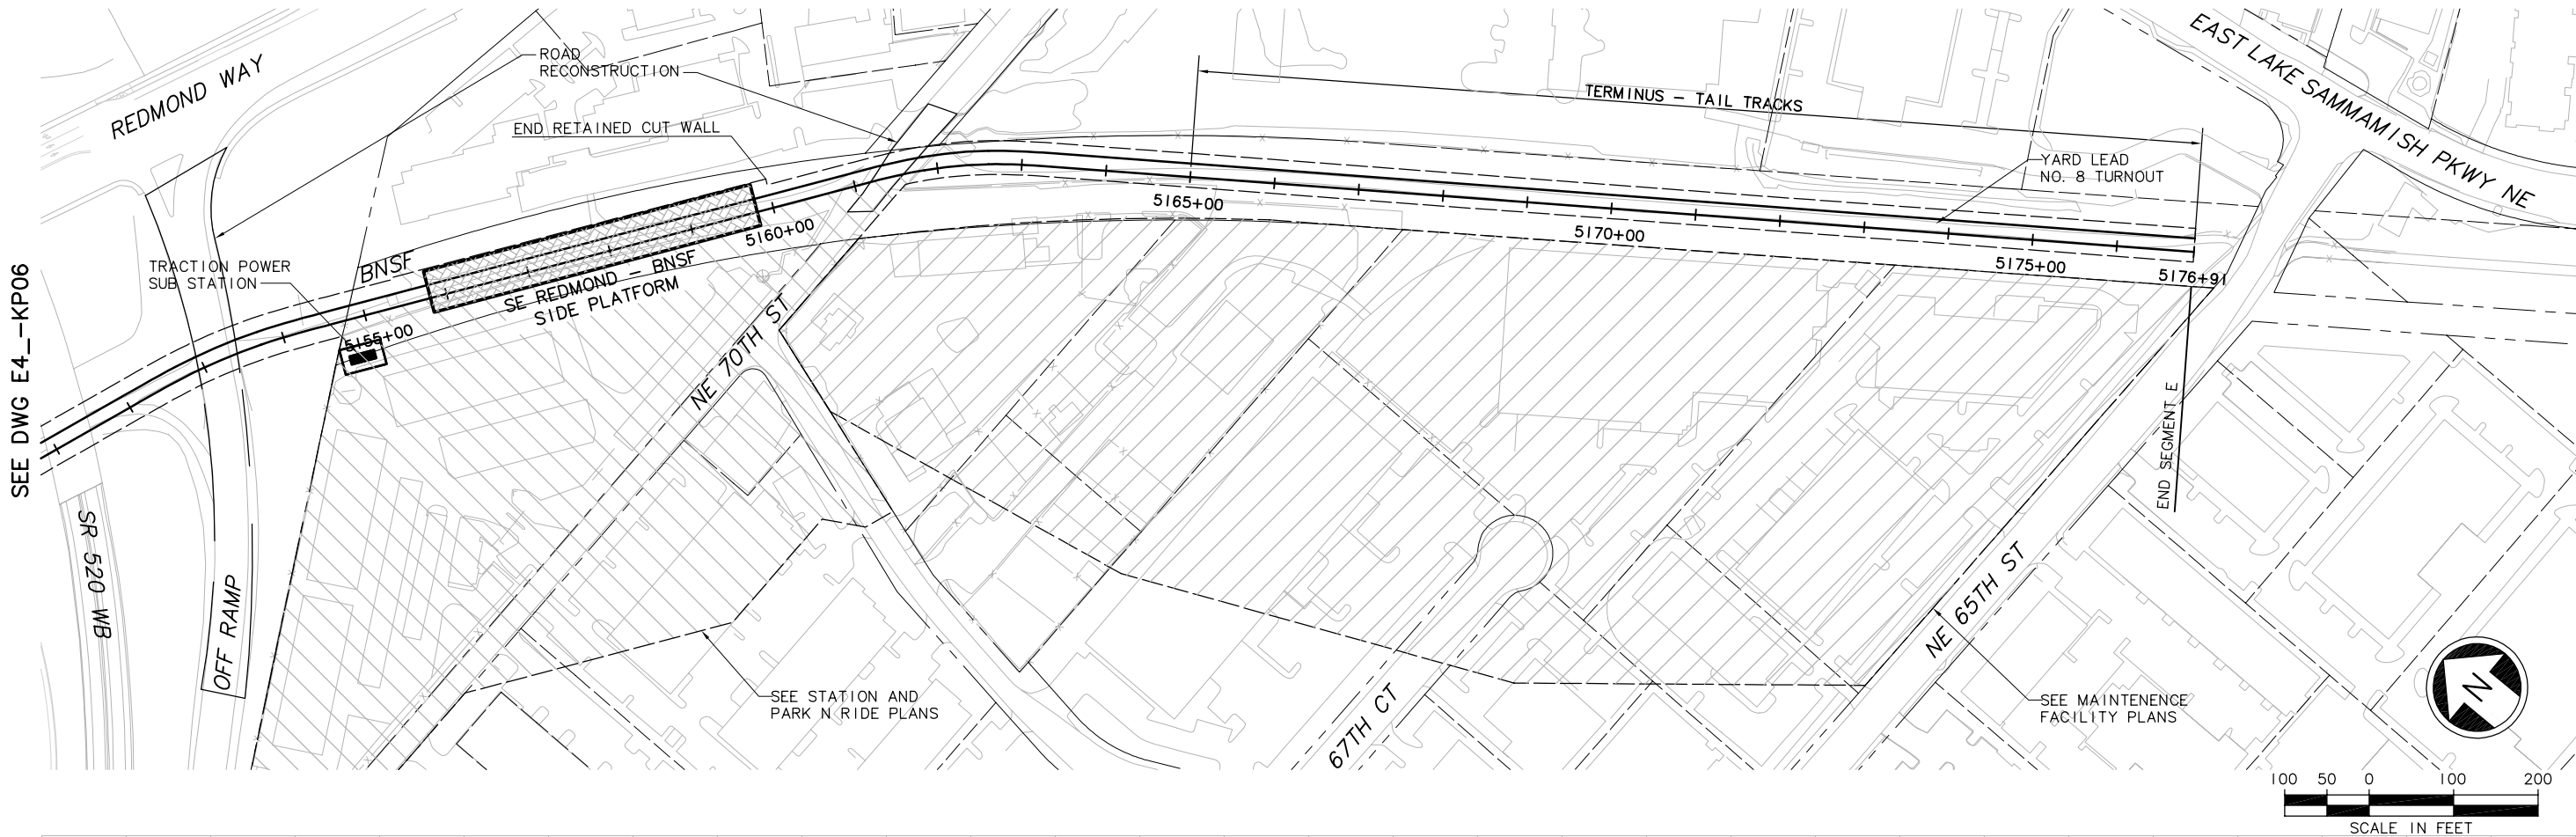 REDMOND WAY
ROAD
RECONSTRUCTION
END RETAINED CUT WALL
TERMINUS - TAIL TRACKS
EAST LAKE SAMMAMISH PKWY NE
YARD LEAD
NO. 8 TURNOUT
SEE DWG E4_-KP06
TRACTION POWER
SUB STATION
BNSF
5155+00
SE REDMOND - BNSF
SIDE PLATFORM
5160+00
5165+00
5170+00
5175+00
5176+91
NE 70TH ST
SR 520 WB
OFF RAMP
END SEGMENT E
SEE STATION AND
PARK N RIDE PLANS
67TH CT
NE 65TH ST
SEE MAINTENENCE
FACILITY PLANS
N
100 50 0 100 200
SCALE IN FEET